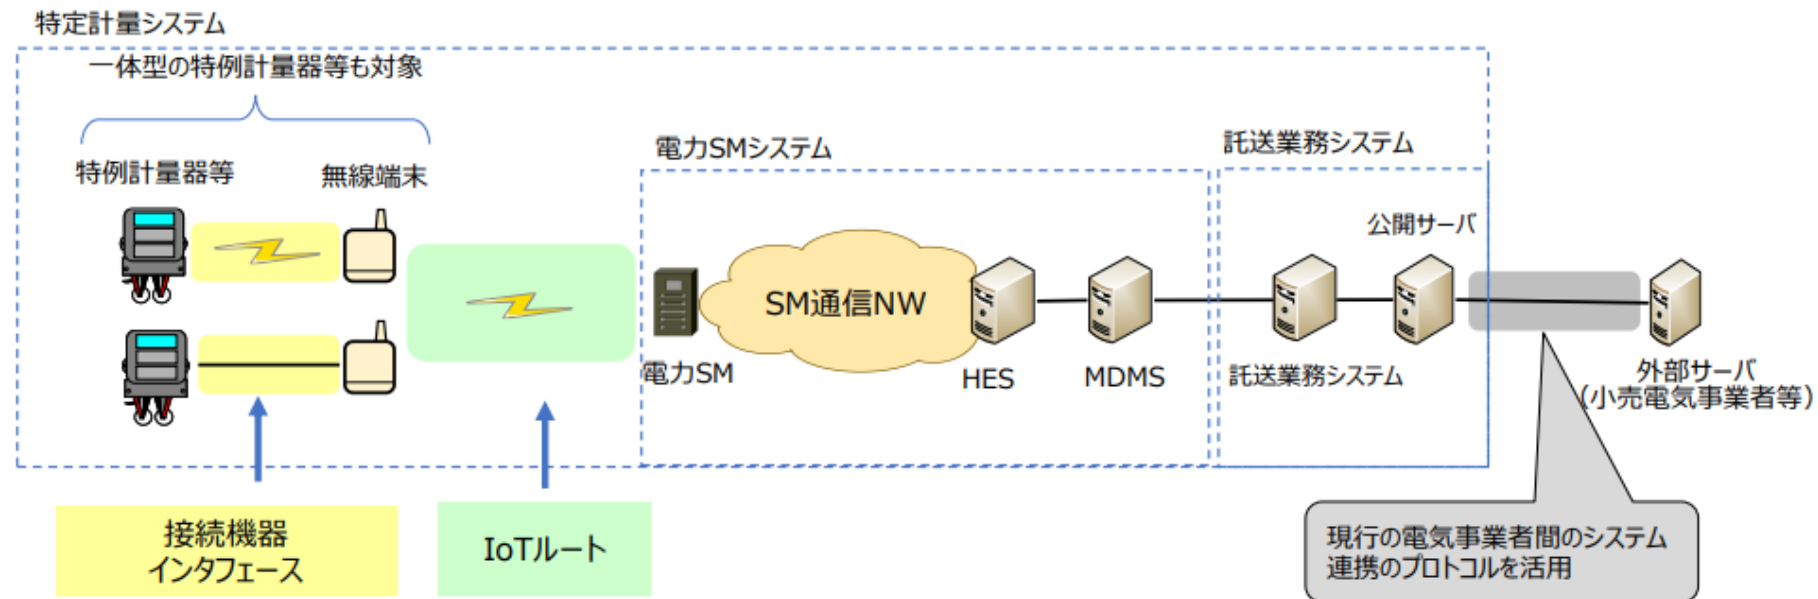 特定計量システム
一体型の特例計量器等も対象
特例計量器等
無線端末
電力SMシステム
託送業務システム
公開サーバ
SM通信NW
電力SM
HES
MDMS
託送業務システム
外部サーバ
（小売電気事業者等）
接続機器
インタフェース
IoTルート
現行の電気事業者間のシステム
連携のプロトコルを活用